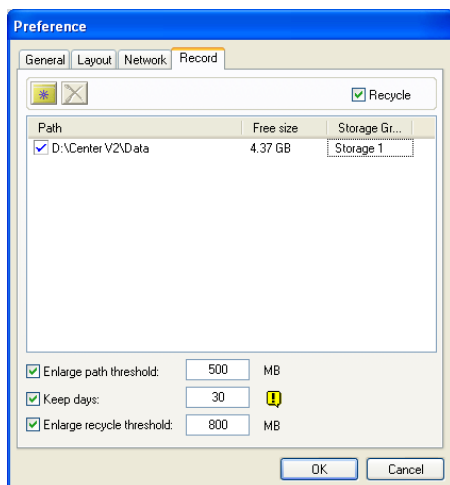 Preference
General Layout Network Record
Recycle
Path Free size Storage Gr...
D:\Center V2\Data 4.37 GB Storage 1
Enlarge path threshold: 500 MB
Keep days: 30
Enlarge recycle threshold: 800 MB
OK Cancel